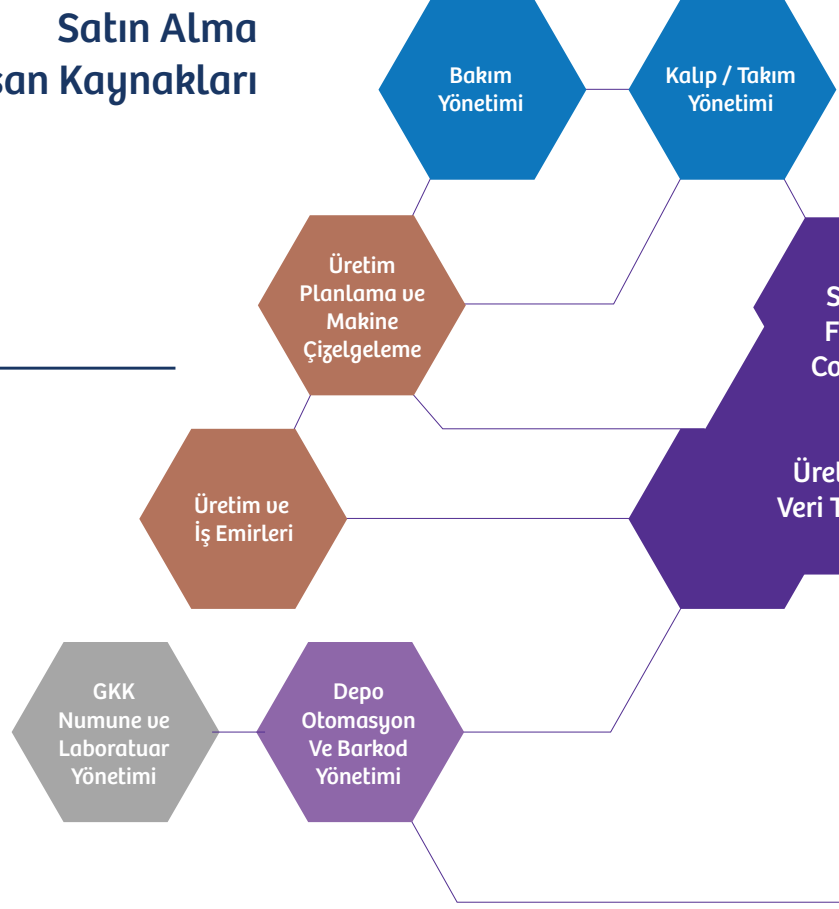 Satın Alma
Kaynakları
Bakım
Yönetimi
Kalıp / Takım
Yönetimi
Üretim
Planlama ve
Makine
Çizelgeleme
Üretim ve
İş Emirleri
Veri
GKK
Numune ve
Laboratuar
Yönetimi
Depo
Otomasyon
Ve Barkod
Yönetimi